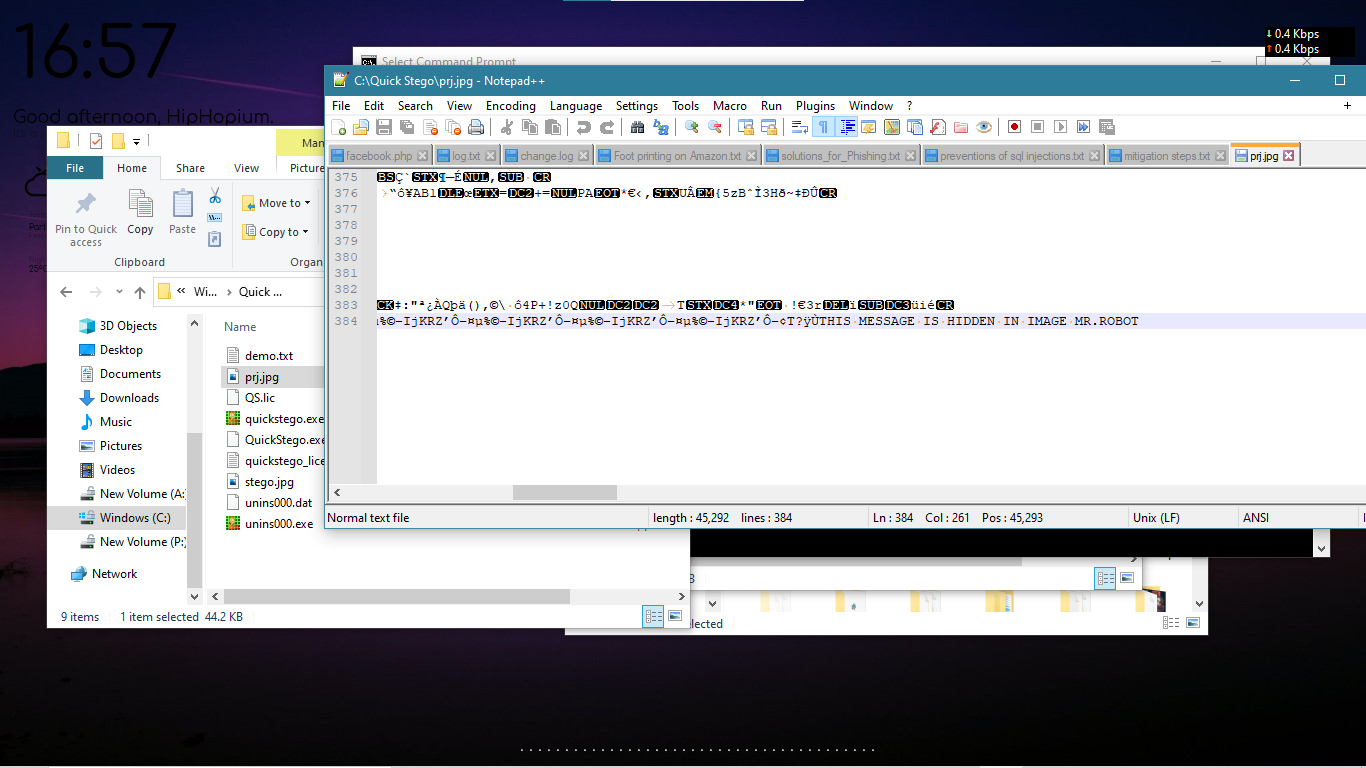 16:57
Good afternoon, HipHopium.
0.4 Kbps
0.4 Kbps
Select Command Prompt
C:\Quick Stego\prj.jpg - Notepad++
File Edit Search View Encoding Language Settings Tools Macro Run Plugins Window ?
facebook.php log.txt change.log Foot printing on Amazon.txt solutions_for_Phishing.txt preventions of sql injections.txt mitigation steps.txt prj.jpg
375
376
377
378
379
380
381
382
383
384 THIS MESSAGE IS HIDDEN IN IMAGE MR.ROBOT
Normal text file length : 45,292 lines : 384 Ln : 384 Col : 261 Pos : 45,293 Unix (LF) ANSI
File Home Share View
Pin to Quick access
Copy
Paste
Move to
Copy to
Clipboard
« Wi... › Quick ...
3D Objects
Desktop
Documents
Downloads
Music
Pictures
Videos
New Volume (A:
Windows (C:)
New Volume (P:
Network
Name
demo.txt
prj.jpg
QS.lic
quickstego.exe
QuickStego.exe
quickstego_lice
stego.jpg
unins000.dat
unins000.exe
9 items 1 item selected 44.2 KB